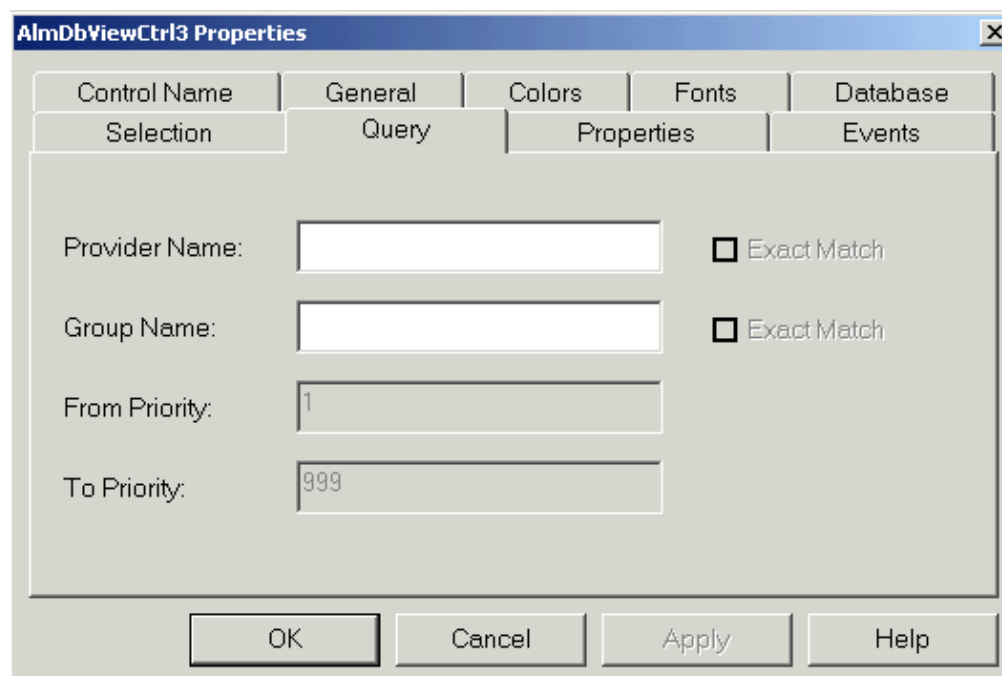 AlmDbViewCtrl3 Properties
Control Name General Colors Fonts Database
Selection Query Properties Events
Provider Name: Exact Match
Group Name: Exact Match
From Priority: 1
To Priority: 999
OK Cancel Apply Help